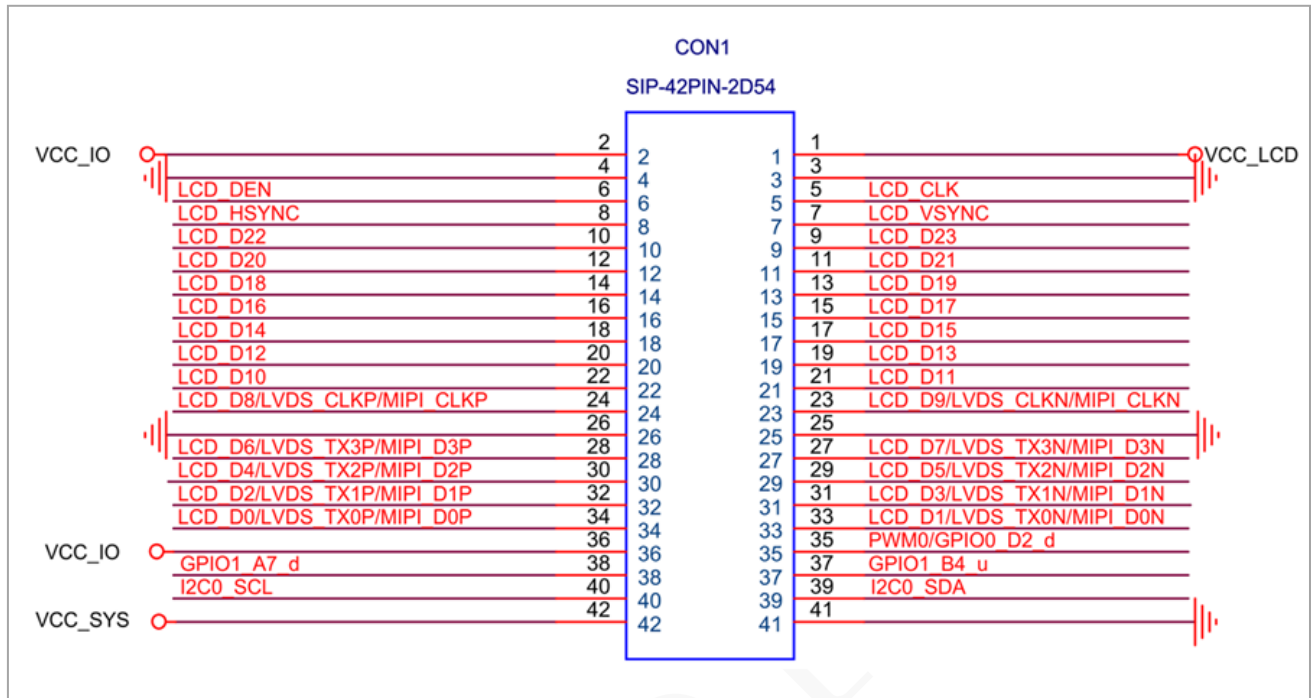 CON1
SIP-42PIN-2D54
VCC_IO 2 2 1 1 VCC_LCD
4 4 3 3
LCD_DEN 6 6 5 5 LCD_CLK
LCD_HSYNC 8 8 7 7 LCD_VSYNC
LCD_D22 10 10 9 9 LCD_D23
LCD_D20 12 12 11 11 LCD_D21
LCD_D18 14 14 13 13 LCD_D19
LCD_D16 16 16 15 15 LCD_D17
LCD_D14 18 18 17 17 LCD_D15
LCD_D12 20 20 19 19 LCD_D13
LCD_D10 22 22 21 21 LCD_D11
LCD_D8/LVDS_CLKP/MIPI_CLKP 24 24 23 23 LCD_D9/LVDS_CLKN/MIPI_CLKN
26 26 25 25
LCD_D6/LVDS_TX3P/MIPI_D3P 28 28 27 27 LCD_D7/LVDS_TX3N/MIPI_D3N
LCD_D4/LVDS_TX2P/MIPI_D2P 30 30 29 29 LCD_D5/LVDS_TX2N/MIPI_D2N
LCD_D2/LVDS_TX1P/MIPI_D1P 32 32 31 31 LCD_D3/LVDS_TX1N/MIPI_D1N
LCD_D0/LVDS_TX0P/MIPI_D0P 34 34 33 33 LCD_D1/LVDS_TX0N/MIPI_D0N
VCC_IO 36 36 35 35 PWM0/GPIO0_D2_d
GPIO1_A7_d 38 38 37 37 GPIO1_B4_u
I2C0_SCL 40 40 39 39 I2C0_SDA
VCC_SYS 42 42 41 41